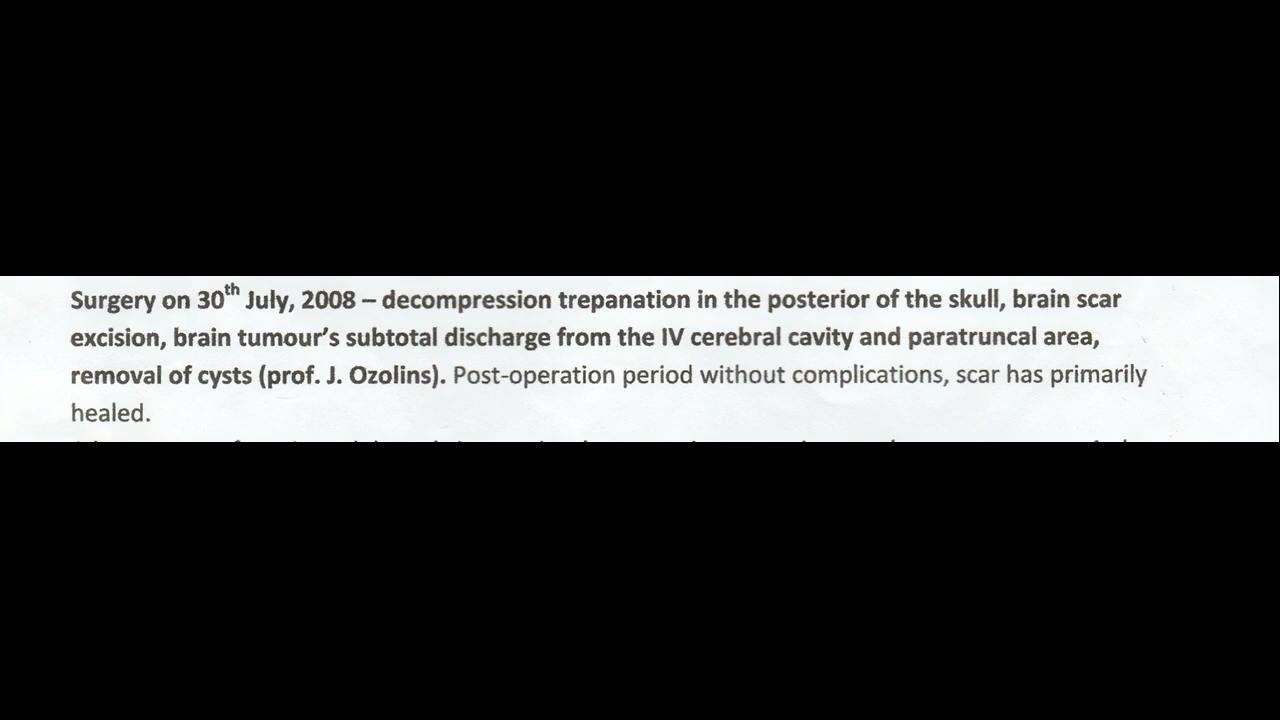 Surgery on 30th July, 2008 – decompression trepanation in the posterior of the skull, brain scar
excision, brain tumour's subtotal discharge from the IV cerebral cavity and paratruncal area,
removal of cysts (prof. J. Ozolins). Post-operation period without complications, scar has primarily
healed.